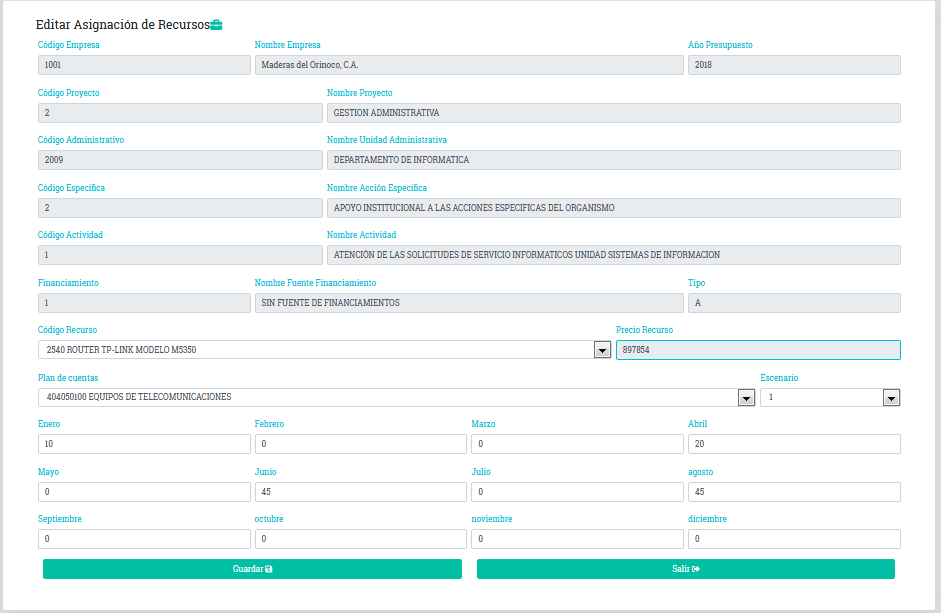 Editar Asignación de Recursos
Código Empresa Nombre Empresa Año Presupuesto
1001 Maderas del Orinoco, C.A. 2018
Código Proyecto Nombre Proyecto
2 GESTION ADMINISTRATIVA
Código Administrativo Nombre Unidad Administrativa
2009 DEPARTAMENTO DE INFORMATICA
Código Especifica Nombre Acción Especifica
2 APOYO INSTITUCIONAL A LAS ACCIONES ESPECIFICAS DEL ORGANISMO
Código Actividad Nombre Actividad
1 ATENCIÓN DE LAS SOLICITUDES DE SERVICIO INFORMATICOS UNIDAD SISTEMAS DE INFORMACION
Financiamiento Nombre Fuente Financiamiento Tipo
1 SIN FUENTE DE FINANCIAMIENTOS A
Código Recurso Precio Recurso
2540 ROUTER TP-LINK MODELO M5350 897854
Plan de cuentas Escenario
404050100 EQUIPOS DE TELECOMUNICACIONES 1
Enero Febrero Marzo Abril
10 0 0 20
Mayo Junio Julio agosto
0 45 0 45
Septiembre octubre noviembre diciembre
0 0 0 0
Guardar Salir